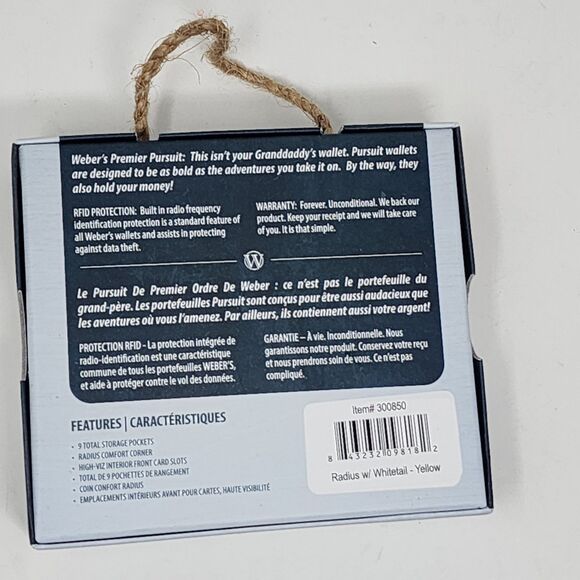 Weber's Premier Pursuit: This isn't your Granddaddy's wallet. Pursuit wallets
are designed to be as bold as the adventures you take it on. By the way, they
also hold your money!
RFID PROTECTION: Built in radio frequency
identification protection is a standard feature of
all Weber's wallets and assists in protecting
against data theft.
WARRANTY: Forever. Unconditional. We back our
product. Keep your receipt and we will take care
of you. It is that simple.
W
Le Pursuit De Premier Ordre De Weber : ce n'est pas le portefeuille du
grand-père. Les portefeuilles Pursuit sont conçus pour être aussi audacieux que
les aventures où vous l'amenez. Par ailleurs, ils contiennent aussi votre argent!
PROTECTION RFID - La protection intégrée de
radio-identification est une caractéristique
commune de tous les portefeuilles WEBER'S,
et aide à protéger contre le vol des données.
GARANTIE – À vie. Inconditionnelle. Nous
garantissons notre produit. Conservez votre reçu
et nous prendrons soin de vous. Ce n'est pas
compliqué.
FEATURES | CARACTÉRISTIQUES
• 9 TOTAL STORAGE POCKETS
• RADIUS COMFORT CORNER
• HIGH-VIZ INTERIOR FRONT CARD SLOTS
• TOTAL DE 9 POCHETTES DE RANGEMENT
• COIN CONFORT RADIUS
• EMPLACEMENTS INTÉRIEURS AVANT POUR CARTES, HAUTE VISIBILITÉ
Item# 300850
8 43232 09818 2
Radius w/ Whitetail - Yellow